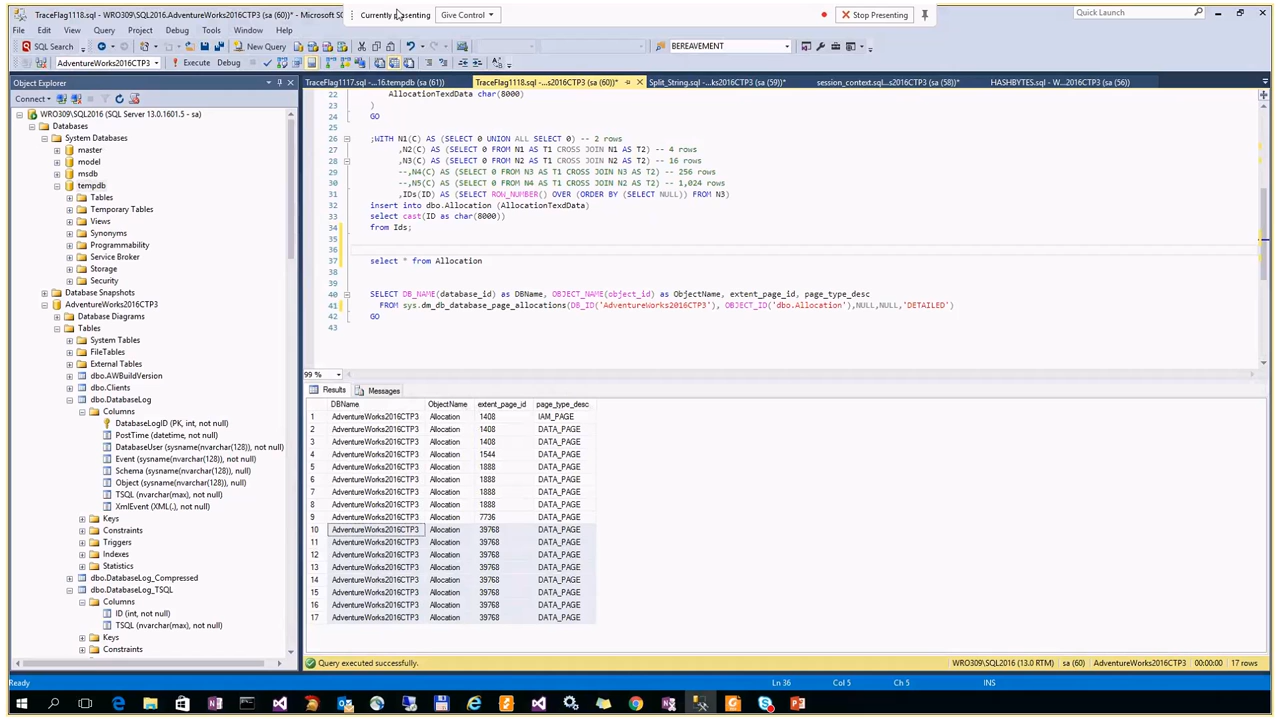 TraceFlag1118.sql - WRO309\SQL2016.AdventureWorks2016CTP3 (sa (60))* - Microsoft S
Currently presenting
Give Control
Stop Presenting
Quick Launch
File Edit View Query Project Debug Tools Window Help
SQL Search
New Query
BEREAVEMENT
AdventureWorks2016CTP3
Execute
Debug
Object Explorer
Connect
WRO309\SQL2016 (SQL Server 13.0.1601.5 - sa)
Databases
System Databases
master
model
msdb
tempdb
Tables
Temporary Tables
Views
Synonyms
Programmability
Service Broker
Storage
Security
Database Snapshots
AdventureWorks2016CTP3
Database Diagrams
Tables
System Tables
FileTables
External Tables
dbo.AWBuildVersion
dbo.Clients
dbo.DatabaseLog
Columns
DatabaseLogID (PK, int, not null)
PostTime (datetime, not null)
DatabaseUser (sysname(nvarchar(128)), not null)
Event (sysname(nvarchar(128)), not null)
Schema (sysname(nvarchar(128)), null)
Object (sysname(nvarchar(128)), null)
TSQL (nvarchar(max), not null)
XmlEvent (XML(.), not null)
Keys
Constraints
Triggers
Indexes
Statistics
dbo.DatabaseLog_Compressed
dbo.DatabaseLog_TSQL
Columns
ID (int, not null)
TSQL (nvarchar(max), not null)
Keys
Constraints
TraceFlag1117.sql -...16.tempdb (sa (61))
TraceFlag1118.sql -...s2016CTP3 (sa (60))*
Split_String.sql -...ks2016CTP3 (sa (59))*
session_context.sql...s2016CTP3 (sa (58))*
HASHBYTES.sql - W...2016CTP3 (sa (56))
22 AllocationTexdData char(8000)
23 )
24 GO
25
26 ;WITH N1(C) AS (SELECT 0 UNION ALL SELECT 0) -- 2 rows
27 ,N2(C) AS (SELECT 0 FROM N1 AS T1 CROSS JOIN N1 AS T2) -- 4 rows
28 ,N3(C) AS (SELECT 0 FROM N2 AS T1 CROSS JOIN N2 AS T2) -- 16 rows
29 --,N4(C) AS (SELECT 0 FROM N3 AS T1 CROSS JOIN N3 AS T2) -- 256 rows
30 --,N5(C) AS (SELECT 0 FROM N4 AS T1 CROSS JOIN N2 AS T2) -- 1,024 rows
31 ,IDs(ID) AS (SELECT ROW_NUMBER() OVER (ORDER BY (SELECT NULL)) FROM N3)
32 insert into dbo.Allocation (AllocationTexdData)
33 select cast(ID as char(8000))
34 from Ids;
35
36
37 select * from Allocation
38
39
40 SELECT DB_NAME(database_id) as DBName, OBJECT_NAME(object_id) as ObjectName, extent_page_id, page_type_desc
41 FROM sys.dm_db_database_page_allocations(DB_ID('AdventureWorks2016CTP3'), OBJECT_ID('dbo.Allocation'),NULL,NULL,'DETAILED')
42 GO
43
99 %
Results Messages
DBName ObjectName extent_page_id page_type_desc
1 AdventureWorks2016CTP3 Allocation 1408 IAM_PAGE
2 AdventureWorks2016CTP3 Allocation 1408 DATA_PAGE
3 AdventureWorks2016CTP3 Allocation 1408 DATA_PAGE
4 AdventureWorks2016CTP3 Allocation 1544 DATA_PAGE
5 AdventureWorks2016CTP3 Allocation 1888 DATA_PAGE
6 AdventureWorks2016CTP3 Allocation 1888 DATA_PAGE
7 AdventureWorks2016CTP3 Allocation 1888 DATA_PAGE
8 AdventureWorks2016CTP3 Allocation 1888 DATA_PAGE
9 AdventureWorks2016CTP3 Allocation 7736 DATA_PAGE
10 AdventureWorks2016CTP3 Allocation 39768 DATA_PAGE
11 AdventureWorks2016CTP3 Allocation 39768 DATA_PAGE
12 AdventureWorks2016CTP3 Allocation 39768 DATA_PAGE
13 AdventureWorks2016CTP3 Allocation 39768 DATA_PAGE
14 AdventureWorks2016CTP3 Allocation 39768 DATA_PAGE
15 AdventureWorks2016CTP3 Allocation 39768 DATA_PAGE
16 AdventureWorks2016CTP3 Allocation 39768 DATA_PAGE
17 AdventureWorks2016CTP3 Allocation 39768 DATA_PAGE
Query executed successfully.
WRO309\SQL2016 (13.0 RTM) sa (60) AdventureWorks2016CTP3 00:00:00 17 rows
Ready
Ln 36 Col 5 Ch 5 INS